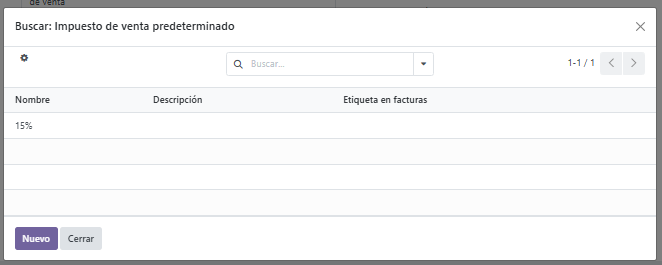 de venta
Buscar: Impuesto de venta predeterminado
Buscar...
1-1 / 1
Nombre Descripción Etiqueta en facturas
15%
Nuevo Cerrar